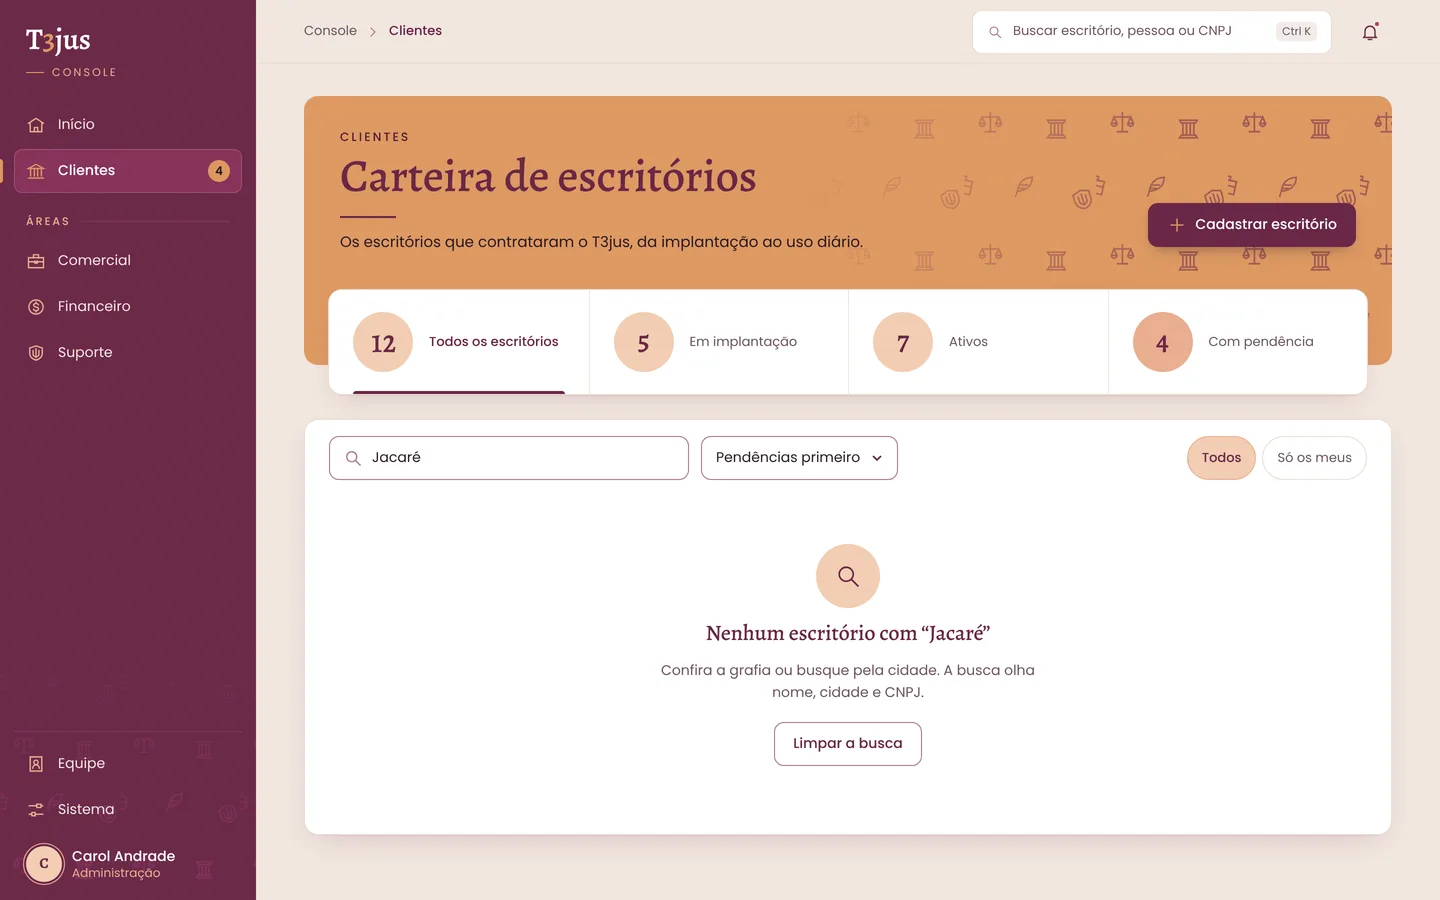 T3jus
CONSOLE
Início
Clientes
4
ÁREAS
Comercial
Financeiro
Suporte
Equipe
Sistema
C
Carol Andrade
Administração
Console
Clientes
Buscar escritório, pessoa ou CNPJ
Ctrl K
CLIENTES
Carteira de escritórios
Os escritórios que contrataram o T3jus, da implantação ao uso diário.
Cadastrar escritório
12
Todos os escritórios
5
Em implantação
7
Ativos
4
Com pendência
Jacaré
Pendências primeiro
Todos
Só os meus
Nenhum escritório com “Jacaré”
Confira a grafia ou busque pela cidade. A busca olha
nome, cidade e CNPJ.
Limpar a busca